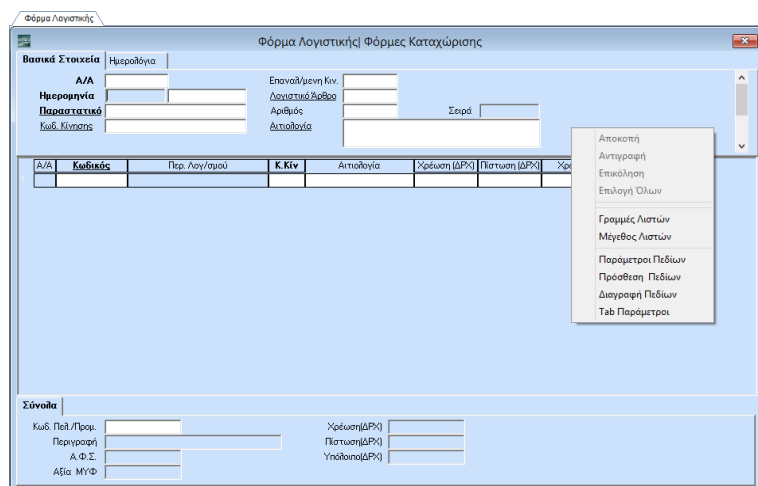 Φόρμα Λογιστικής
Φόρμα Λογιστικής| Φόρμες Καταχώρισης
Βασικά Στοιχεία Ημερολόγια
Α/Α Επαναλ/μενη Κιν.
Ημερομηνία Λογιστικό Άρθρο
Παραστατικό Αριθμός Σειρά
Κωδ. Κίνησης Αιτιολογία
Αποκοπή
Αντιγραφή
Επικόληση
Επιλογή Όλων
Γραμμές Λιστών
Μέγεθος Λιστών
Παράμετροι Πεδίων
Πρόσθεση Πεδίων
Διαγραφή Πεδίων
Tab Παράμετροι
Α/Α Κωδικός Περ. Λογ/σμού Κ.Κίν Αιτιολογία Χρέωση (ΔΡΧ) Πίστωση (ΔΡΧ)
Σύνολα
Κωδ. Πελ./Προμ. Χρέωση(ΔΡΧ)
Περιγραφή Πίστωση(ΔΡΧ)
Α.Φ.Σ. Υπόλοιπο(ΔΡΧ)
Αξία ΜΥΦ